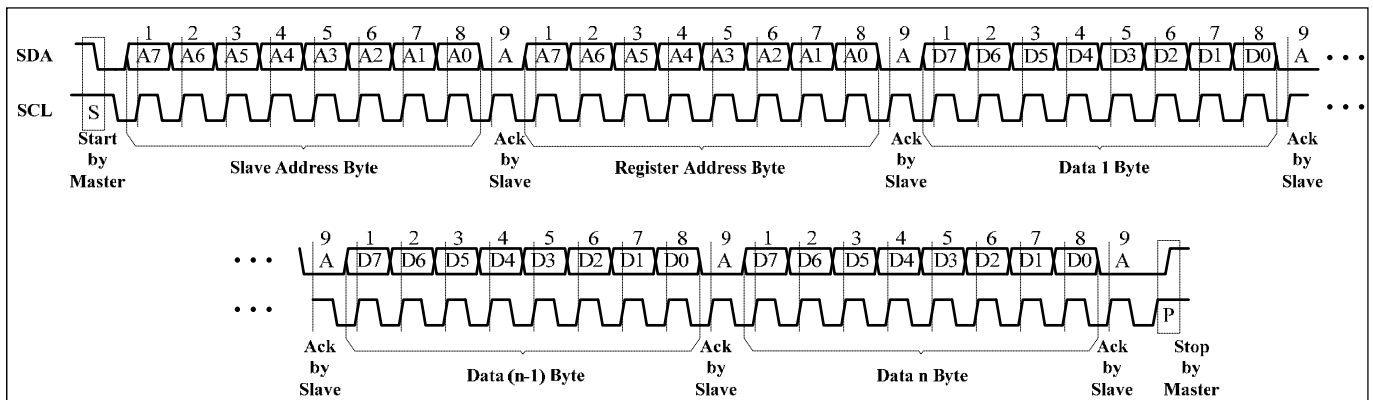 1 2 3 4 5 6 7 8 9 1 2 3 4 5 6 7 8 9 1 2 3 4 5 6 7 8 9
SDA A7 A6 A5 A4 A3 A2 A1 A0 A A7 A6 A5 A4 A3 A2 A1 A0 A D7 D6 D5 D4 D3 D2 D1 D0 A
SCL S
Start by Master
Slave Address Byte
Ack by Slave
Register Address Byte
Ack by Slave
Data 1 Byte
Ack by Slave
9 1 2 3 4 5 6 7 8 9 1 2 3 4 5 6 7 8 9
A D7 D6 D5 D4 D3 D2 D1 D0 A D7 D6 D5 D4 D3 D2 D1 D0 A
P
Ack by Slave
Data (n-1) Byte
Ack by Slave
Data n Byte
Ack by Slave
Stop by Master